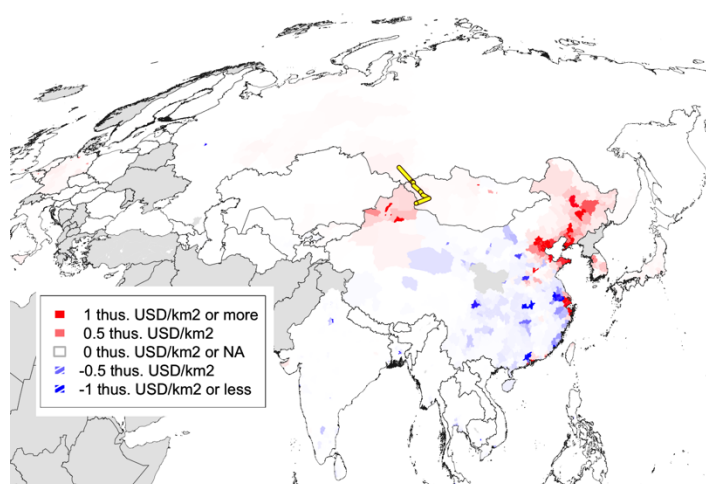 1 thus. USD/km2 or more
0.5 thus. USD/km2
0 thus. USD/km2 or NA
-0.5 thus. USD/km2
-1 thus. USD/km2 or less